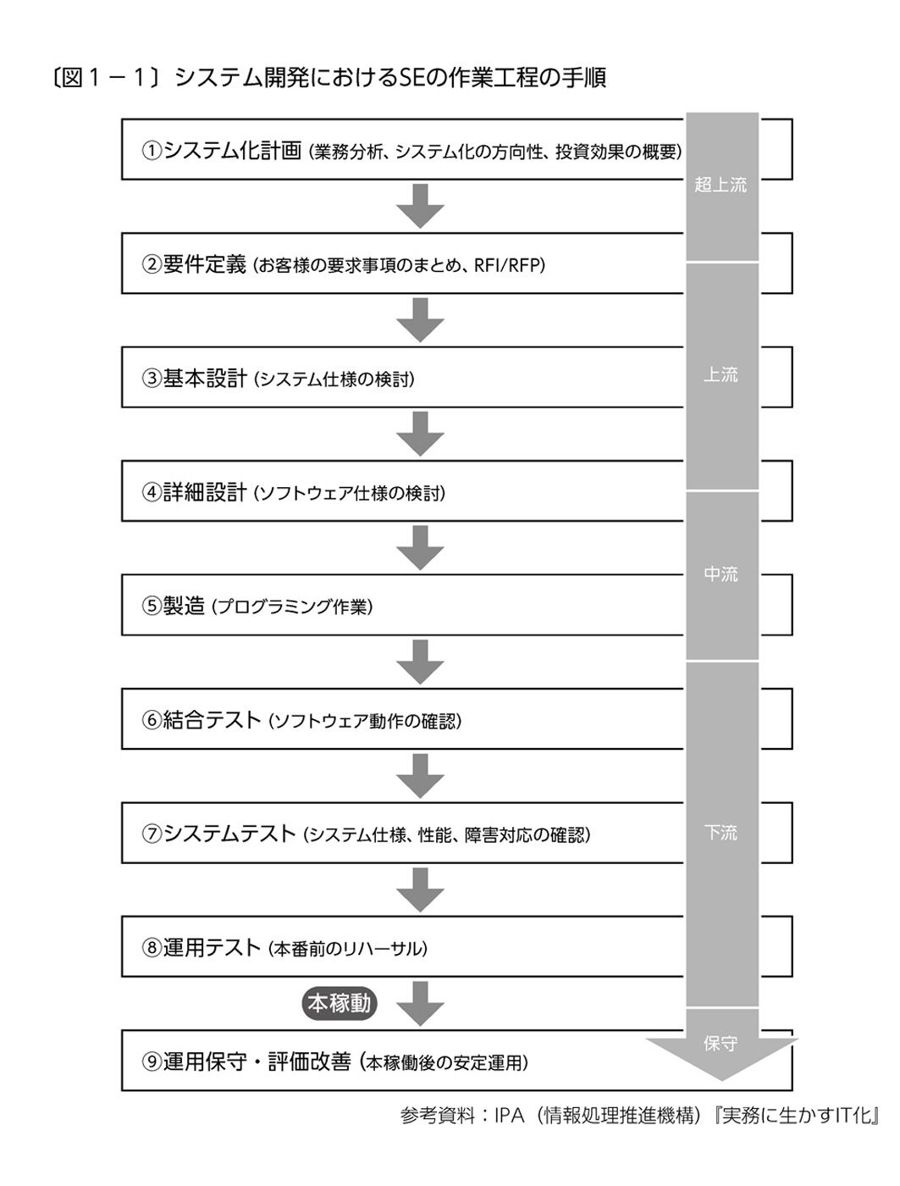 〔図１－１〕システム開発におけるSEの作業工程の手順
①システム化計画（業務分析、システム化の方向性、投資効果の概要）
超上流
②要件定義（お客様の要求事項のまとめ、RFI/RFP）
③基本設計（システム仕様の検討）
上流
④詳細設計（ソフトウェア仕様の検討）
中流
⑤製造（プログラミング作業）
⑥結合テスト（ソフトウェア動作の確認）
⑦システムテスト（システム仕様、性能、障害対応の確認）
下流
⑧運用テスト（本番前のリハーサル）
本稼動
⑨運用保守・評価改善（本稼働後の安定運用）
保守
参考資料：IPA（情報処理推進機構）『実務に生かすIT化』